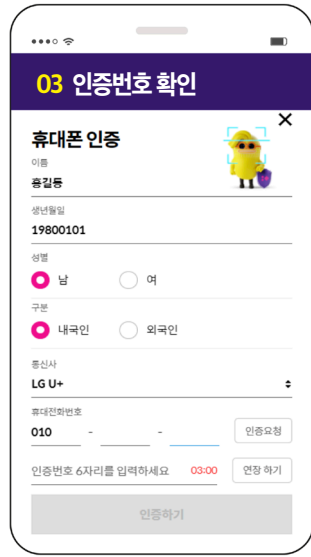 03 인증번호 확인
휴대폰 인증
이름
홍길동
생년월일
19800101
성별
남 여
구분
내국인 외국인
통신사
LG U+
휴대전화번호
010 - - 인증요청
인증번호 6자리를 입력하세요 03:00 연장 하기
인증하기